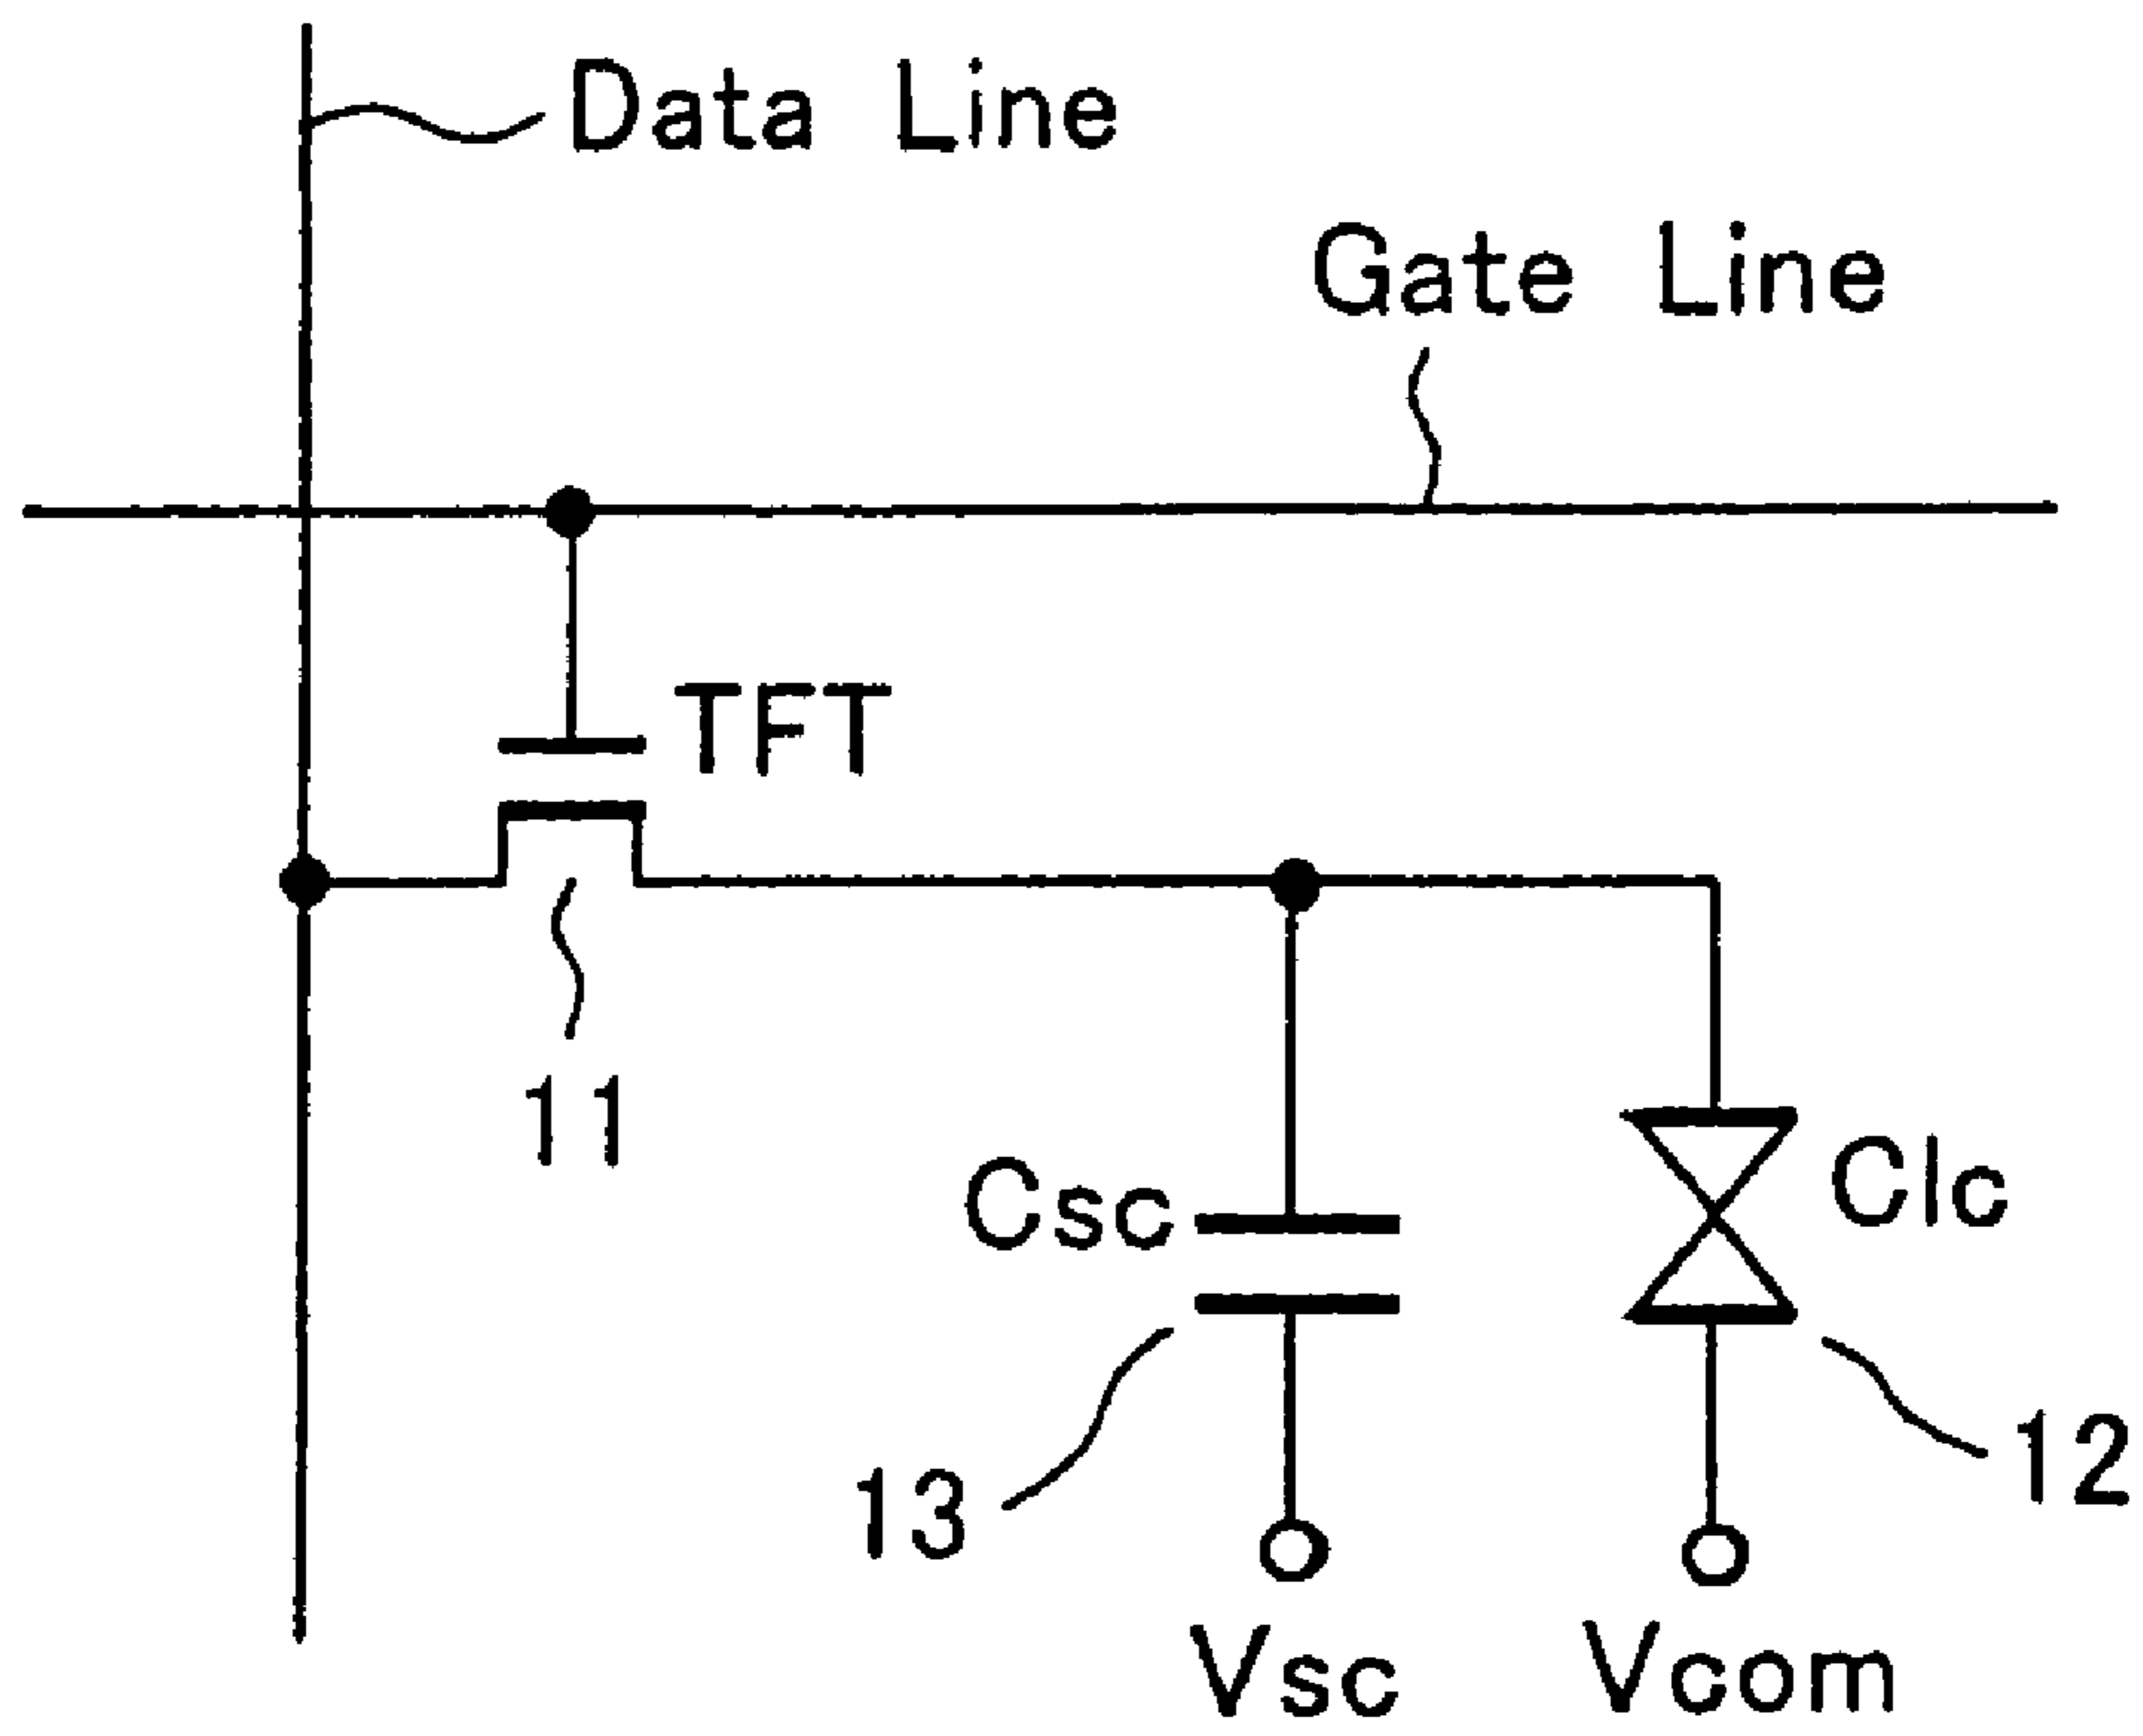 Data Line
Gate Line
TFT
11
Csc
Clc
13
12
Vsc
Vcom